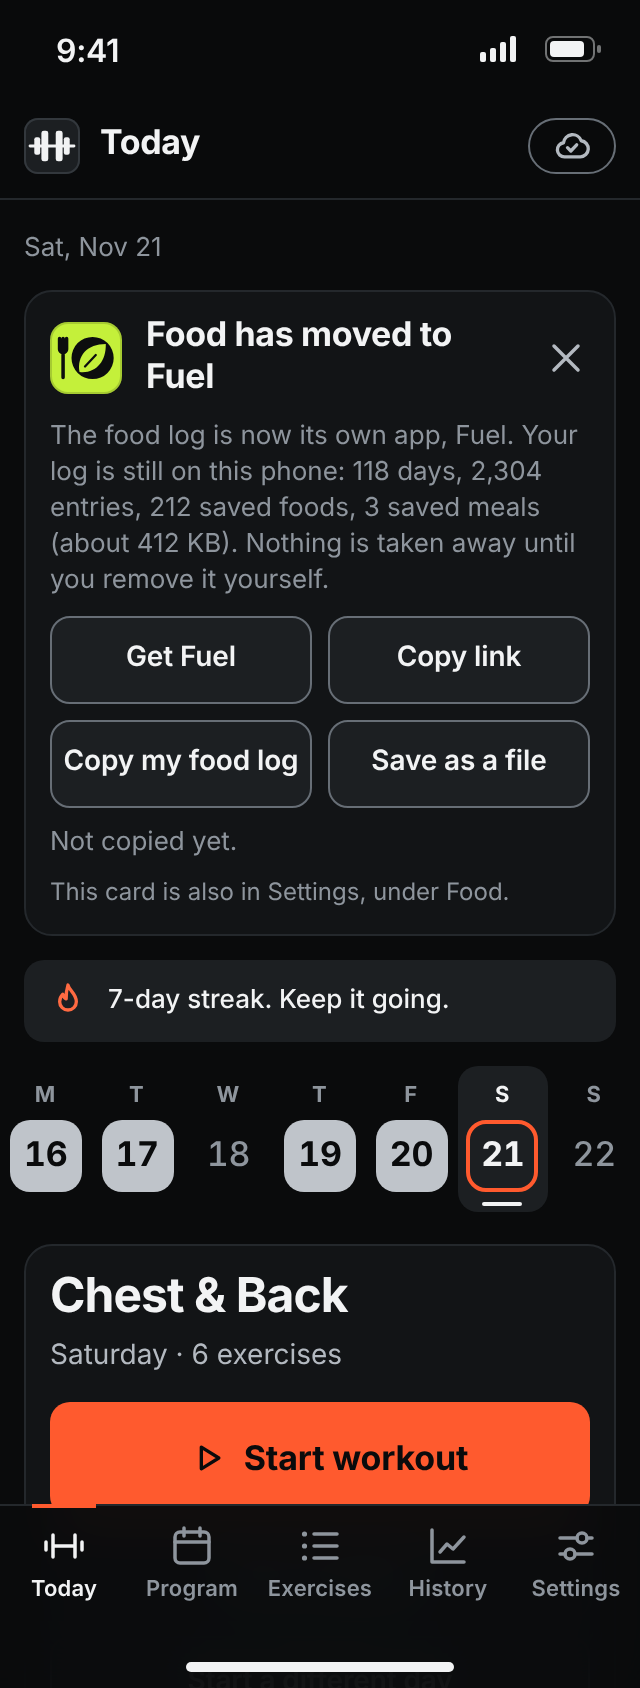 9:41
Today
Sat, Nov 21
Food has moved to
Fuel
The food log is now its own app, Fuel. Your
log is still on this phone: 118 days, 2,304
entries, 212 saved foods, 3 saved meals
(about 412 KB). Nothing is taken away until
you remove it yourself.
Get Fuel
Copy link
Copy my food log
Save as a file
Not copied yet.
This card is also in Settings, under Food.
7-day streak. Keep it going.
M T W T F S S
16 17 18 19 20 21 22
Chest & Back
Saturday · 6 exercises
Start workout
Today Program Exercises History Settings
Start a different day